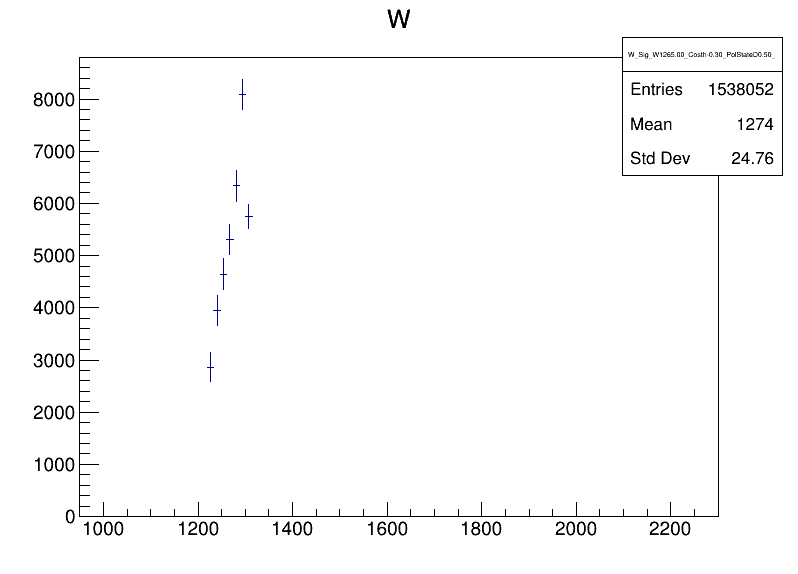 W
W_Sig_W1265.00_Costh-0.30_PolStateD0.50_
Entries 1538052
Mean 1274
Std Dev 24.76
8000
7000
6000
5000
4000
3000
2000
1000
0
1000 1200 1400 1600 1800 2000 2200